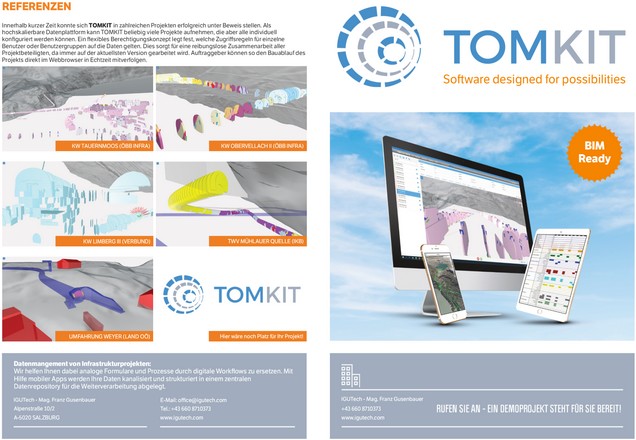 REFERENZEN
Innerhalb kurzer Zeit konnte sich TOMKIT in zahlreichen Projekten erfolgreich unter Beweis stellen. Als
hochskalierbare Datenplattform kann TOMKIT beliebig viele Projekte aufnehmen, die aber alle individuell
konfiguriert werden können. Ein flexibles Berechtigungskonzept legt fest, welche Zugriffsregeln für einzelne
Benutzer oder Benutzergruppen auf die Daten gelten. Dies sorgt für eine reibungslose Zusammenarbeit aller
Projektbeteiligten, da immer auf der aktuellsten Version gearbeitet wird. Auftraggeber können so den Bauablauf des
Projekts direkt im Webbrowser in Echtzeit mitverfolgen.
KW TAUERNMOOS (ÖBB INFRA)
KW OBERVELLACH II (ÖBB INFRA)
KW LIMBERG III (VERBUND)
TWV MÜHLAUER QUELLE (IKB)
UMFAHRUNG WEYER (LAND OÖ)
TOMKIT
Hier wäre noch Platz für Ihr Projekt!
Datenmangement von Infrastrukturprojekten:
Wir helfen Ihnen dabei analoge Formulare und Prozesse durch digitale Workflows zu ersetzen. Mit
Hilfe mobiler Apps werden Ihre Daten kanalisiert und strukturiert in einem zentralen
Datenrepository für die Weiterverarbeitung abgelegt.
IGUTech - Mag. Franz Gusenbauer
Alpenstraße 10/2
A-5020 SALZBURG
E-Mail: office@igutech.com
Tel.: +43 660 8710373
www.igutech.com
TOMKIT
Software designed for possibilities
BIM
Ready
IGUTech - Mag. Franz Gusenbauer
+43 660 8710373
www.igutech.com
RUFEN SIE AN - EIN DEMOPROJEKT STEHT FÜR SIE BEREIT!